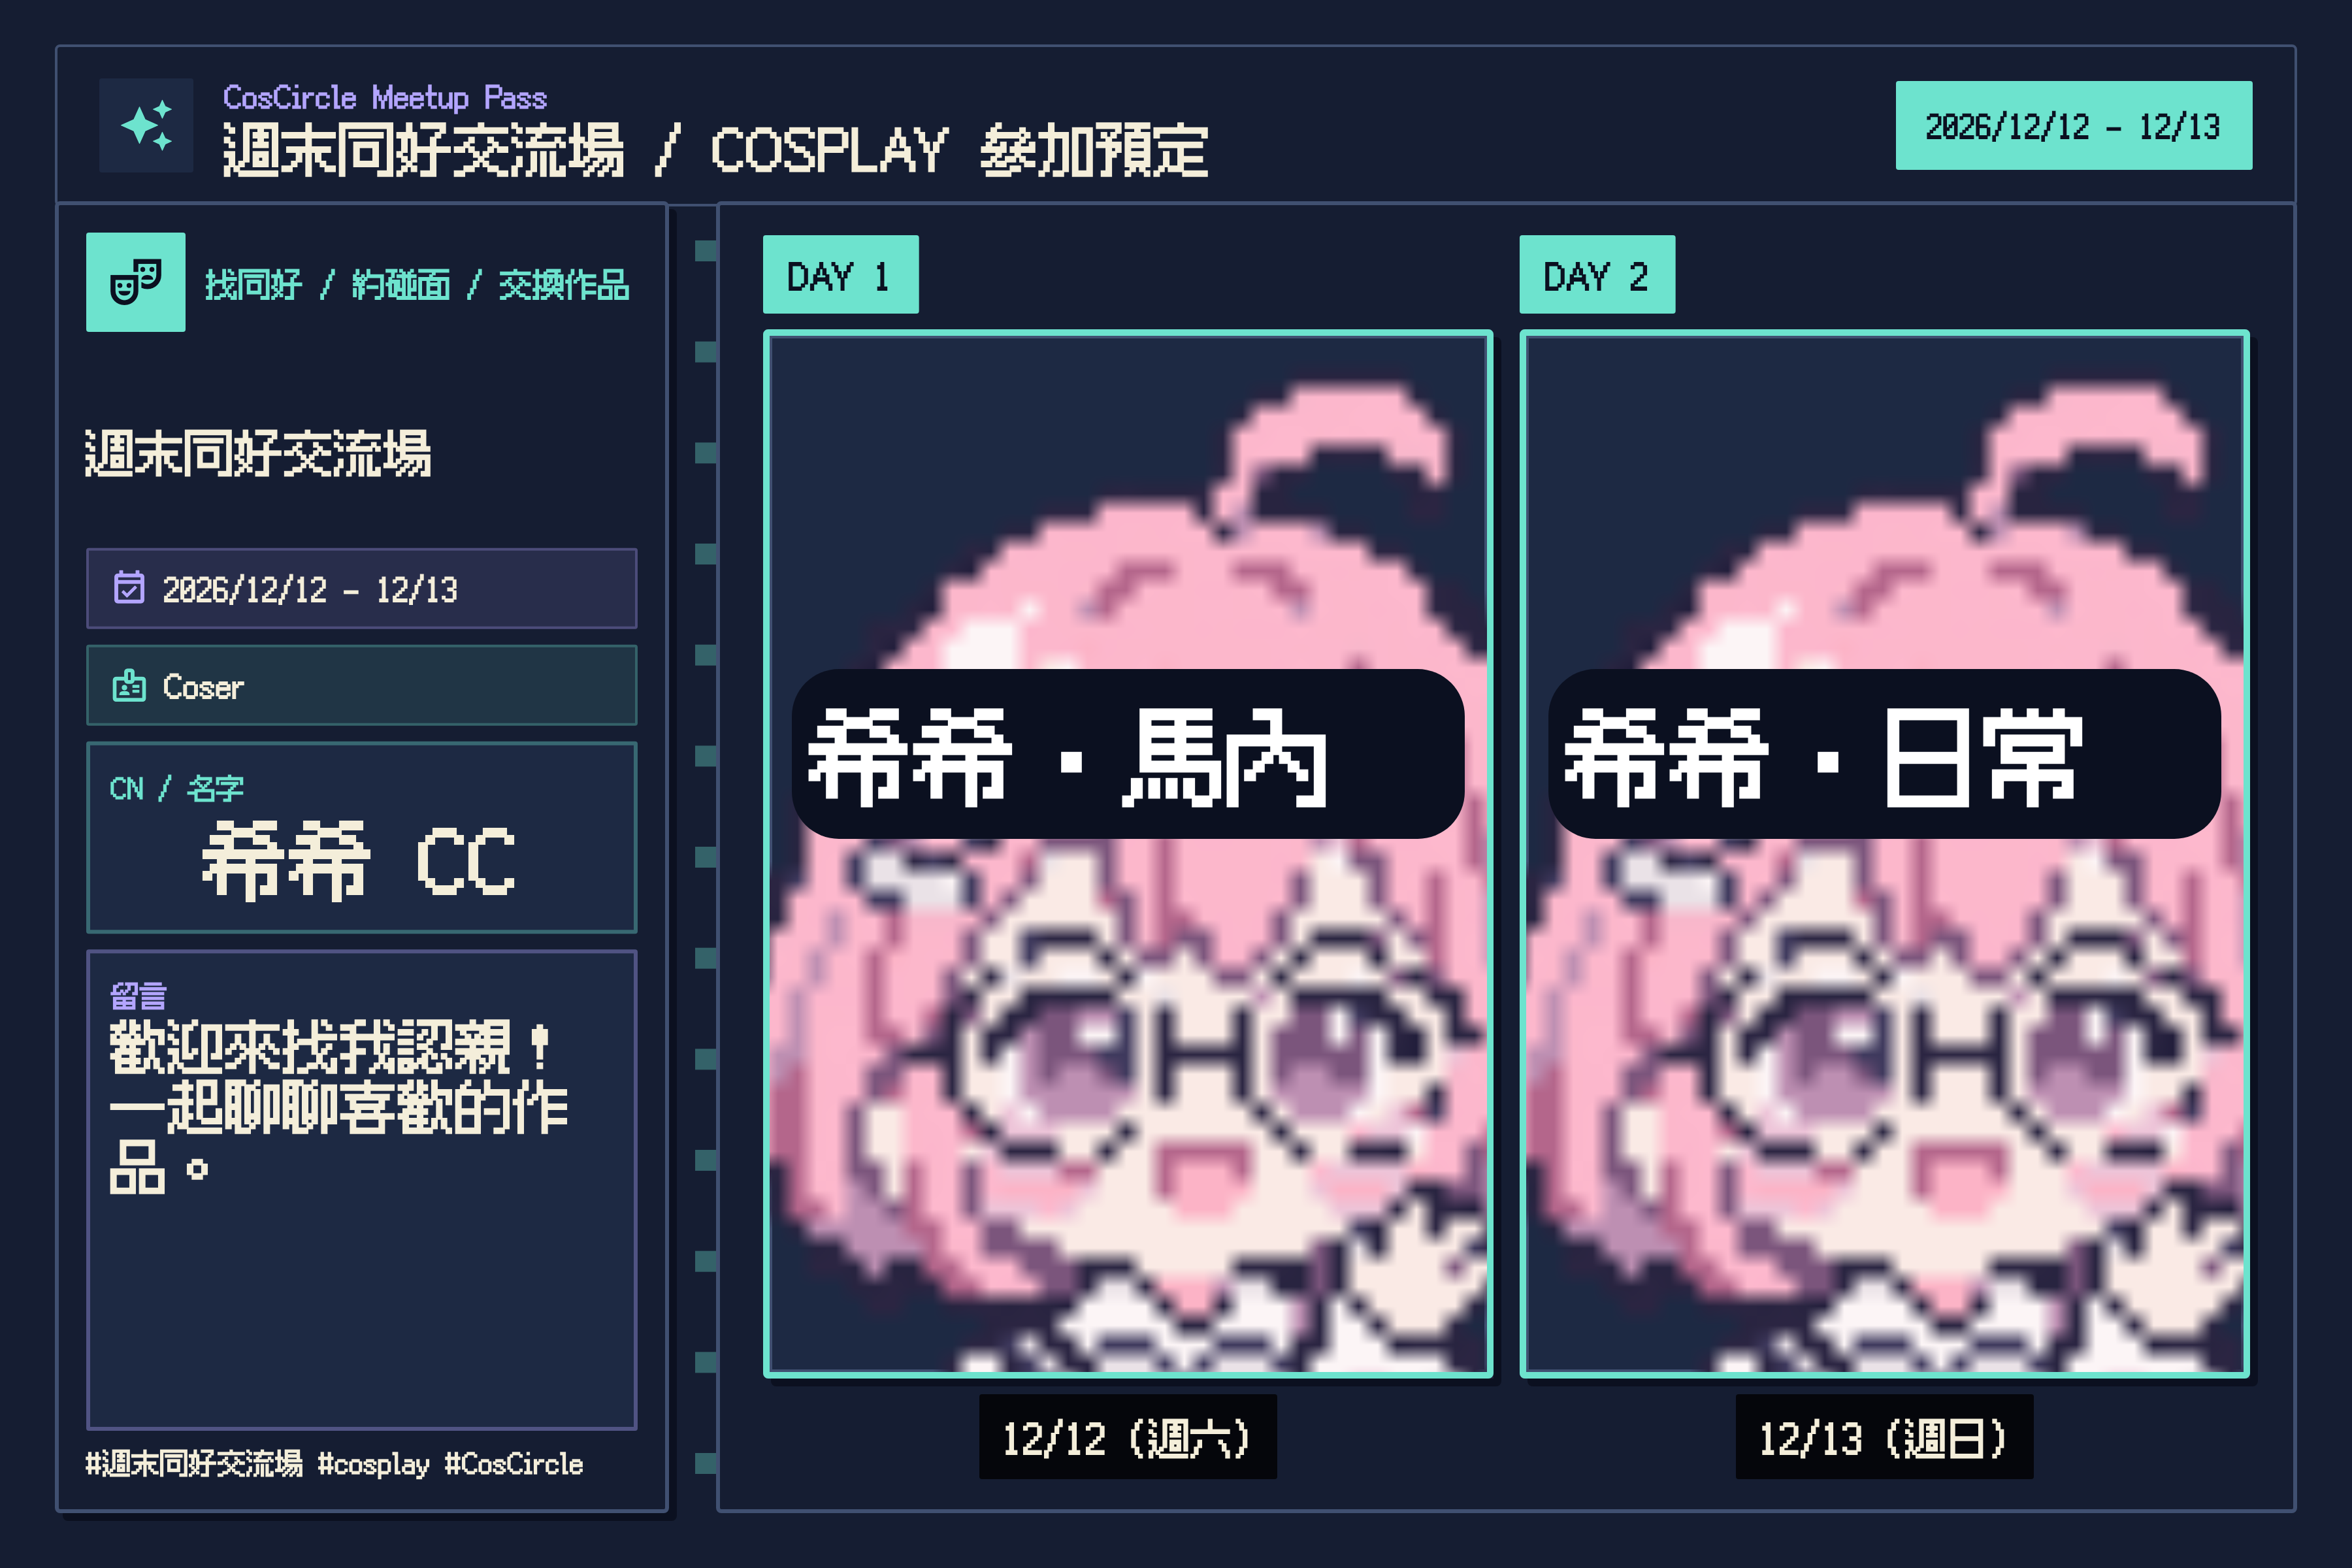 CosCircle Meetup Pass
週末同好交流場 / COSPLAY 參加預定
2026/12/12 - 12/13
找同好 / 約碰面 / 交換作品
週末同好交流場
2026/12/12 - 12/13
Coser
CN / 名字
希希 CC
留言
歡迎來找我認親！
一起聊聊喜歡的作
品。
#週末同好交流場 #cosplay #CosCircle
DAY 1
希希・馬內
12/12 (週六)
DAY 2
希希・日常
12/13 (週日)